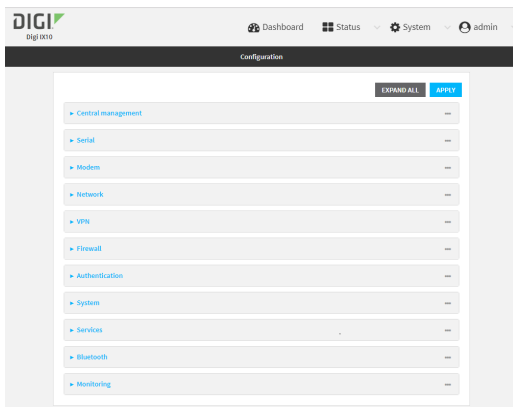 DIGI
Digi IX10
Dashboard
Status
System
admin
Configuration
EXPAND ALL
APPLY
Central management
Serial
Modem
Network
VPN
Firewall
Authentication
System
Services
Bluetooth
Monitoring